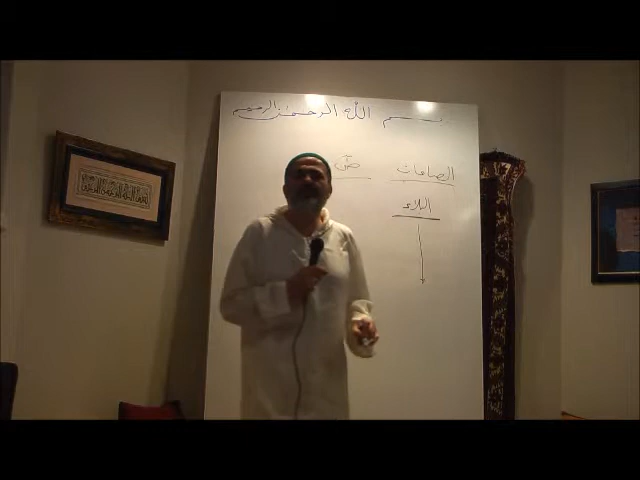 بسم الله الرحمن الرحيم
الصافات
صّ
البلاء